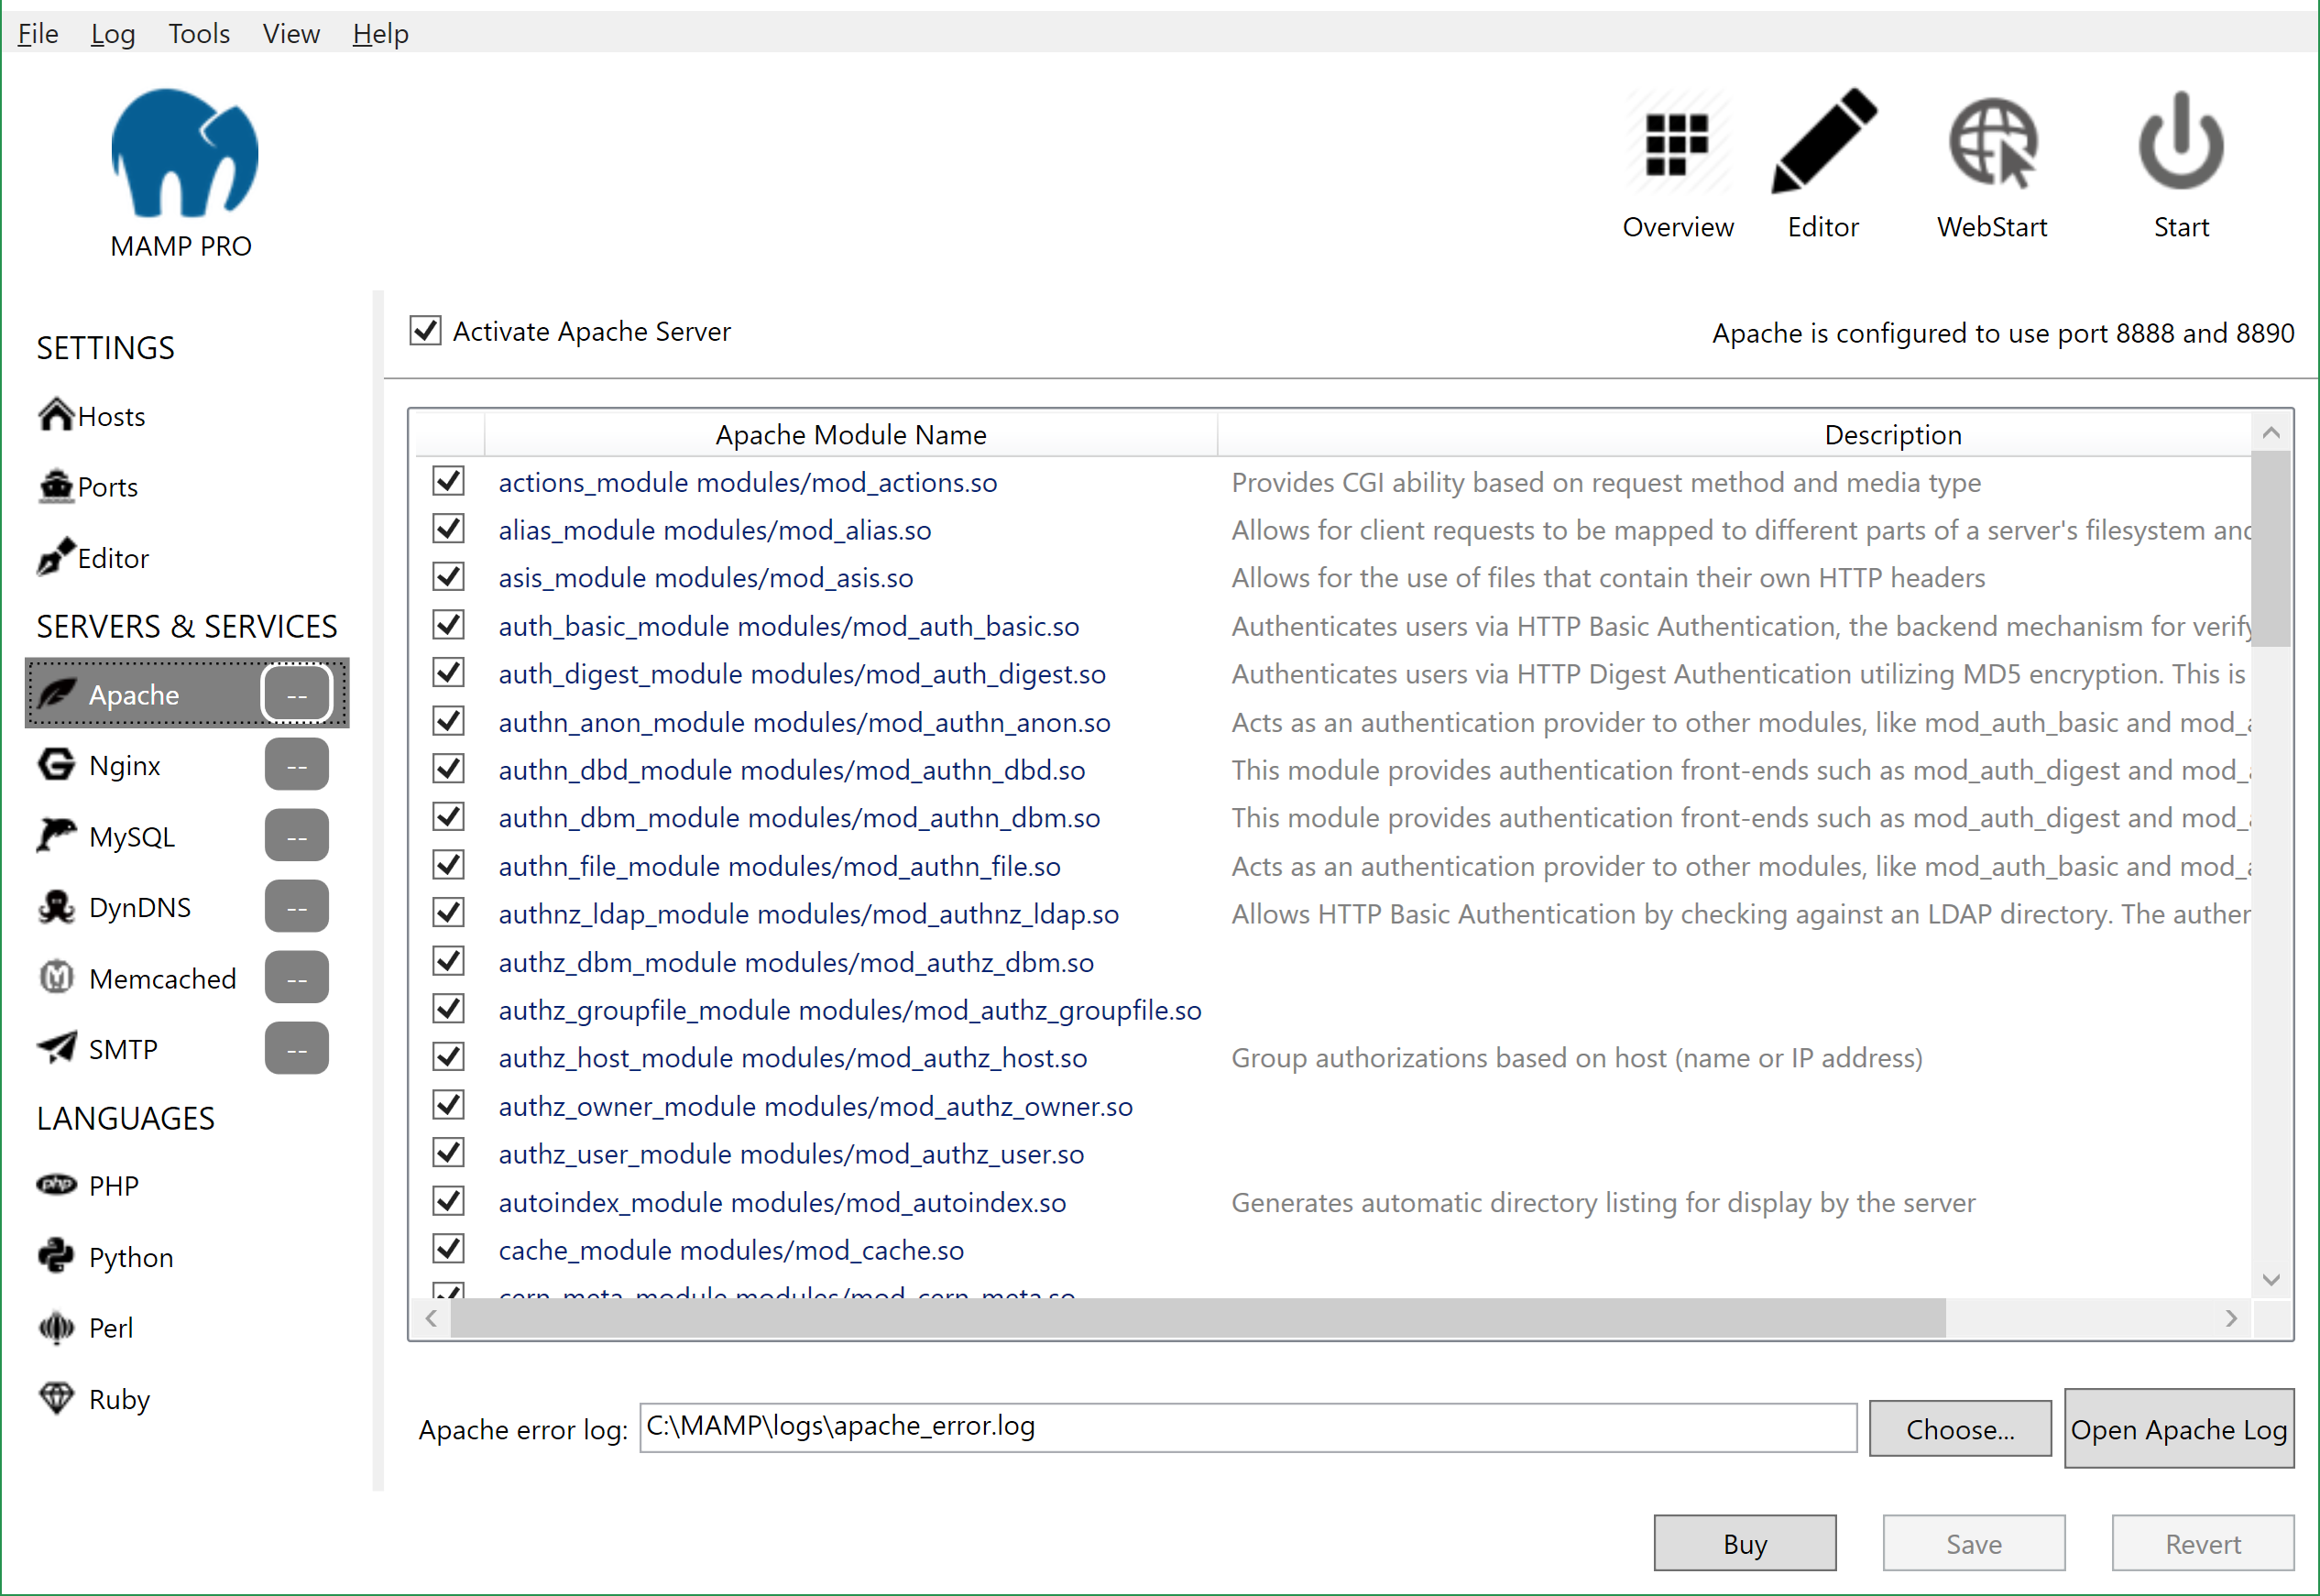 File Log Tools View Help
MAMP PRO
Overview Editor WebStart Start
SETTINGS
Hosts
Ports
Editor
SERVERS & SERVICES
Apache --
Nginx --
MySQL --
DynDNS --
Memcached --
SMTP --
LANGUAGES
php PHP
Python
Perl
Ruby
Activate Apache Server
Apache is configured to use port 8888 and 8890
Apache Module Name Description
actions_module modules/mod_actions.so Provides CGI ability based on request method and media type
alias_module modules/mod_alias.so Allows for client requests to be mapped to different parts of a server's filesystem and
asis_module modules/mod_asis.so Allows for the use of files that contain their own HTTP headers
auth_basic_module modules/mod_auth_basic.so Authenticates users via HTTP Basic Authentication, the backend mechanism for verify
auth_digest_module modules/mod_auth_digest.so Authenticates users via HTTP Digest Authentication utilizing MD5 encryption. This is
authn_anon_module modules/mod_authn_anon.so Acts as an authentication provider to other modules, like mod_auth_basic and mod_a
authn_dbd_module modules/mod_authn_dbd.so This module provides authentication front-ends such as mod_auth_digest and mod_a
authn_dbm_module modules/mod_authn_dbm.so This module provides authentication front-ends such as mod_auth_digest and mod_a
authn_file_module modules/mod_authn_file.so Acts as an authentication provider to other modules, like mod_auth_basic and mod_a
authnz_ldap_module modules/mod_authnz_ldap.so Allows HTTP Basic Authentication by checking against an LDAP directory. The authen
authz_dbm_module modules/mod_authz_dbm.so
authz_groupfile_module modules/mod_authz_groupfile.so
authz_host_module modules/mod_authz_host.so Group authorizations based on host (name or IP address)
authz_owner_module modules/mod_authz_owner.so
authz_user_module modules/mod_authz_user.so
autoindex_module modules/mod_autoindex.so Generates automatic directory listing for display by the server
cache_module modules/mod_cache.so
cern_meta_module modules/mod_cern_meta.so
Apache error log: C:\MAMP\logs\apache_error.log Choose... Open Apache Log
Buy Save Revert